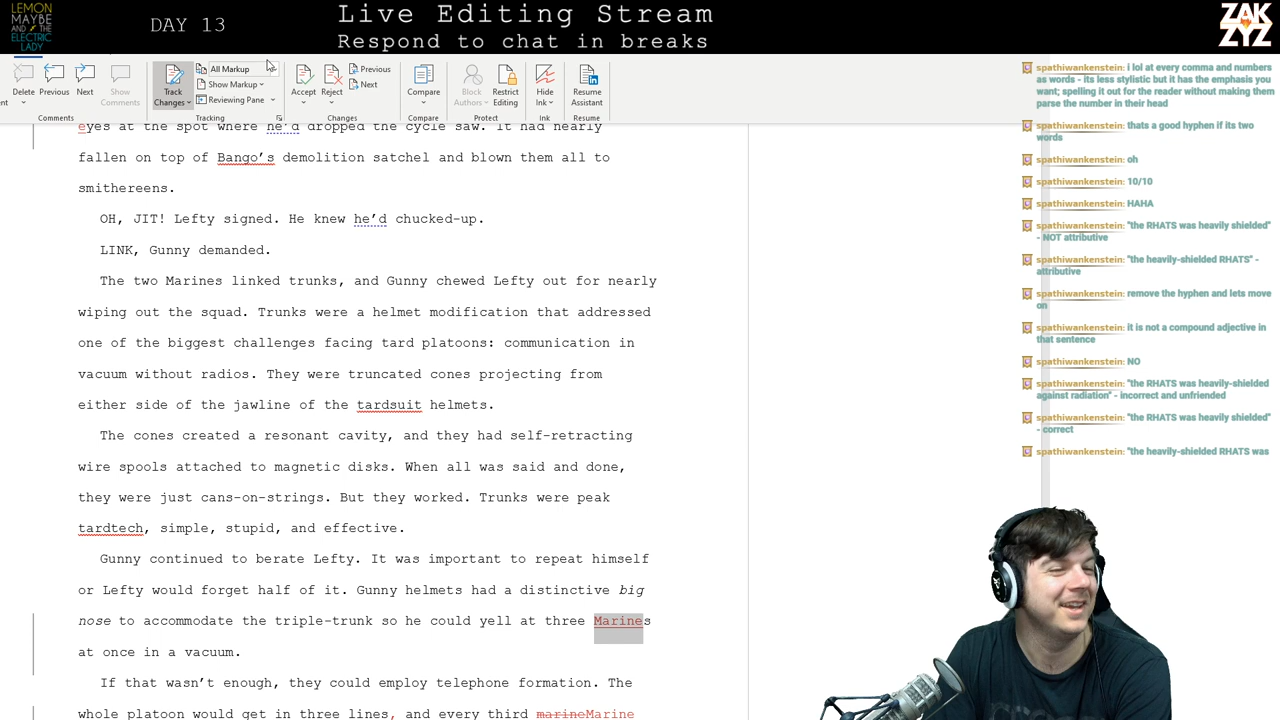 LEMON
MAYBE
AND THE
ELECTRIC
LADY
DAY 13
Live Editing Stream
Respond to chat in breaks
ZAK
ZYZ
Delete
Previous
Next
Show
Comments
Comments
Track
Changes
All Markup
Show Markup
Reviewing Pane
Tracking
Accept
Reject
Previous
Next
Changes
Compare
Compare
Block
Authors
Restrict
Editing
Protect
Hide
Ink
Ink
Resume
Assistant
Resume
eyes at the spot where he’d dropped the cycle saw. It had nearly
fallen on top of Bango’s demolition satchel and blown them all to
smithereens.
OH, JIT! Lefty signed. He knew he’d chucked-up.
LINK, Gunny demanded.
The two Marines linked trunks, and Gunny chewed Lefty out for nearly
wiping out the squad. Trunks were a helmet modification that addressed
one of the biggest challenges facing tard platoons: communication in
vacuum without radios. They were truncated cones projecting from
either side of the jawline of the tardsuit helmets.
The cones created a resonant cavity, and they had self-retracting
wire spools attached to magnetic disks. When all was said and done,
they were just cans-on-strings. But they worked. Trunks were peak
tardtech, simple, stupid, and effective.
Gunny continued to berate Lefty. It was important to repeat himself
or Lefty would forget half of it. Gunny helmets had a distinctive big
nose to accommodate the triple-trunk so he could yell at three Marines
at once in a vacuum.
If that wasn’t enough, they could employ telephone formation. The
whole platoon would get in three lines, and every third marineMarine
spathiwankenstein: i lol at every comma and numbers
as words - its less stylistic but it has the emphasis you
want; spelling it out for the reader without making them
parse the number in their head
spathiwankenstein: thats a good hyphen if its two
words
spathiwankenstein: oh
spathiwankenstein: 10/10
spathiwankenstein: HAHA
spathiwankenstein: "the RHATS was heavily shielded"
- NOT attributive
spathiwankenstein: "the heavily-shielded RHATS" -
attributive
spathiwankenstein: remove the hyphen and lets move
on
spathiwankenstein: it is not a compound adjective in
that sentence
spathiwankenstein: NO
spathiwankenstein: "the RHATS was heavily-shielded
against radiation" - incorrect and unfriended
spathiwankenstein: "the RHATS was heavily shielded"
- correct
spathiwankenstein: "the heavily-shielded RHATS was